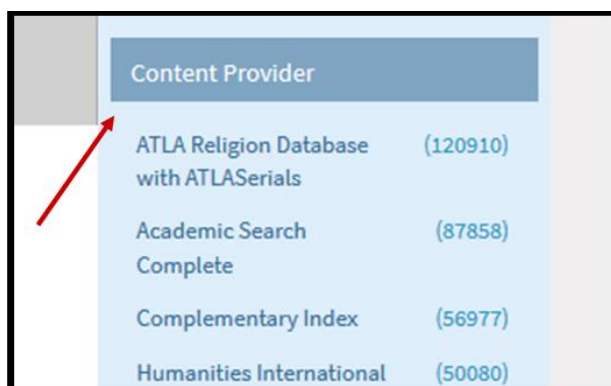 Content Provider
ATLA Religion Database (120910)
with ATLASerials
Academic Search (87858)
Complete
Complementary Index (56977)
Humanities International (50080)